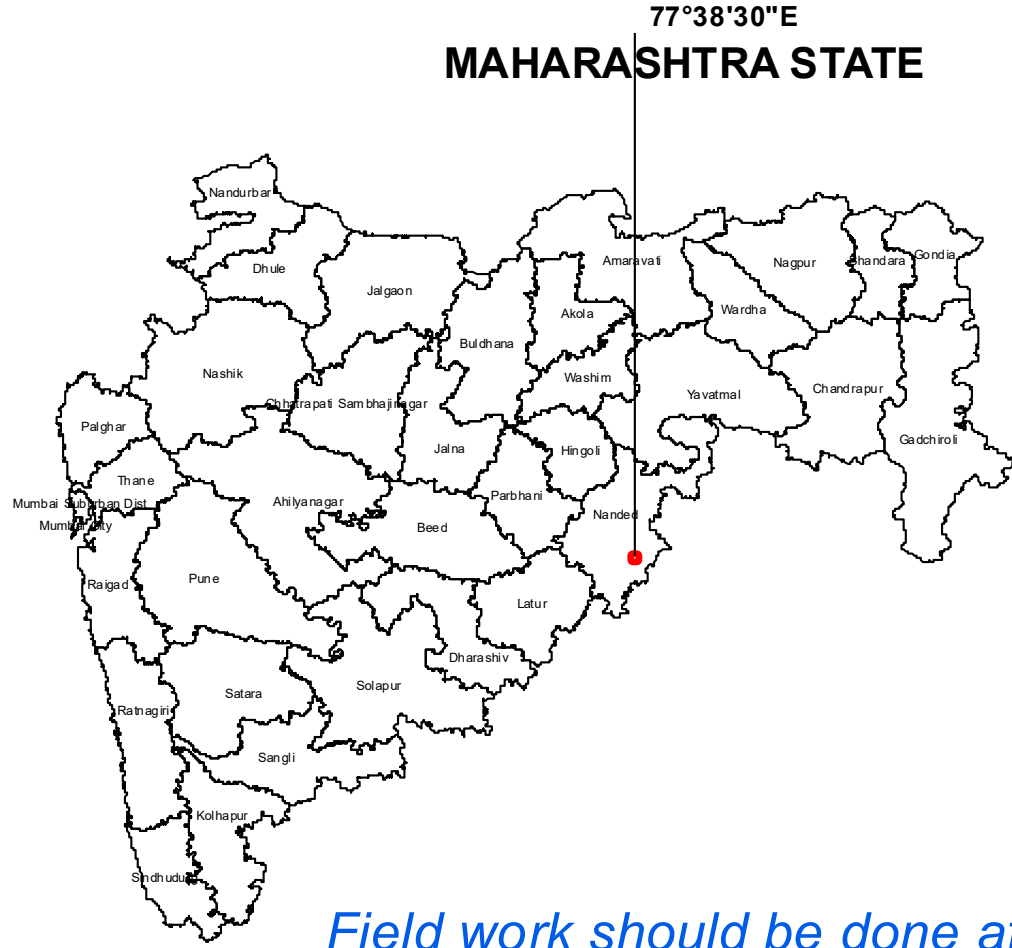 77°38'30"E
MAHARASHTRA STATE
Nandurbar
Dhule
Jalgaon
Amaravati
Nagpur
Bhandara
Gondia
Akola
Wardha
Buldhana
Nashik
Washim
Yavatmal
Chandrapur
Chhatrapati Sambhajinagar
Palghar
Jalna
Hingoli
Gadchiroli
Thane
Ahilyanagar
Parbhani
Mumbai Suburban Dist
Mumbai City
Beed
Nanded
Raigad
Pune
Latur
Dharashiv
Satara
Solapur
Ratnagiri
Sangli
Kolhapur
Field work should be done